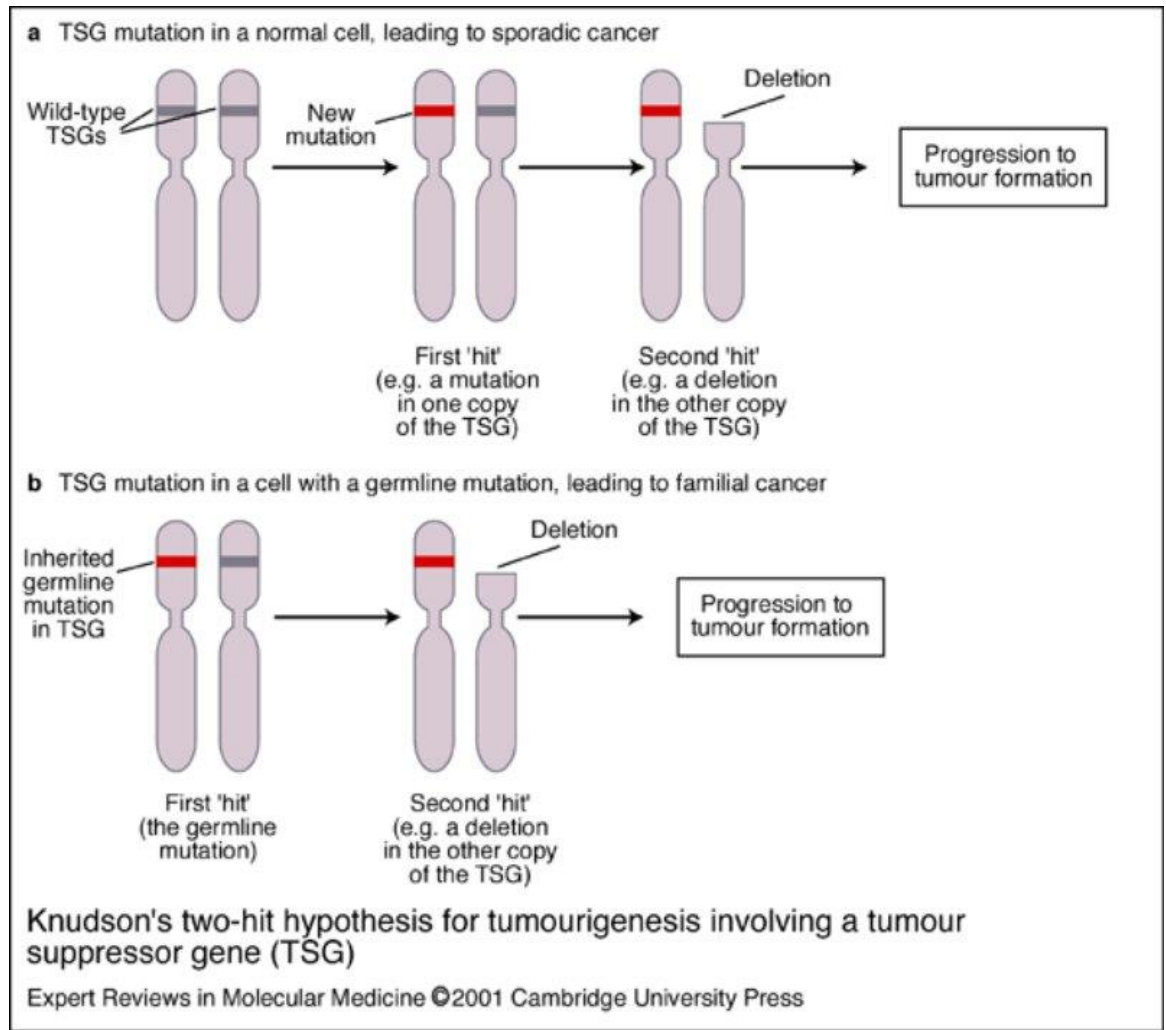 a TSG mutation in a normal cell, leading to sporadic cancer
Wild-type
TSGs
New
mutation
Deletion
Progression to
tumour formation
First 'hit'
(e.g. a mutation
in one copy
of the TSG)
Second 'hit'
(e.g. a deletion
in the other copy
of the TSG)
b TSG mutation in a cell with a germline mutation, leading to familial cancer
Inherited
germline
mutation
in TSG
Deletion
Progression to
tumour formation
First 'hit'
(the germline
mutation)
Second 'hit'
(e.g. a deletion
in the other copy
of the TSG)
Knudson's two-hit hypothesis for tumourigenesis involving a tumour
suppressor gene (TSG)
Expert Reviews in Molecular Medicine ©2001 Cambridge University Press